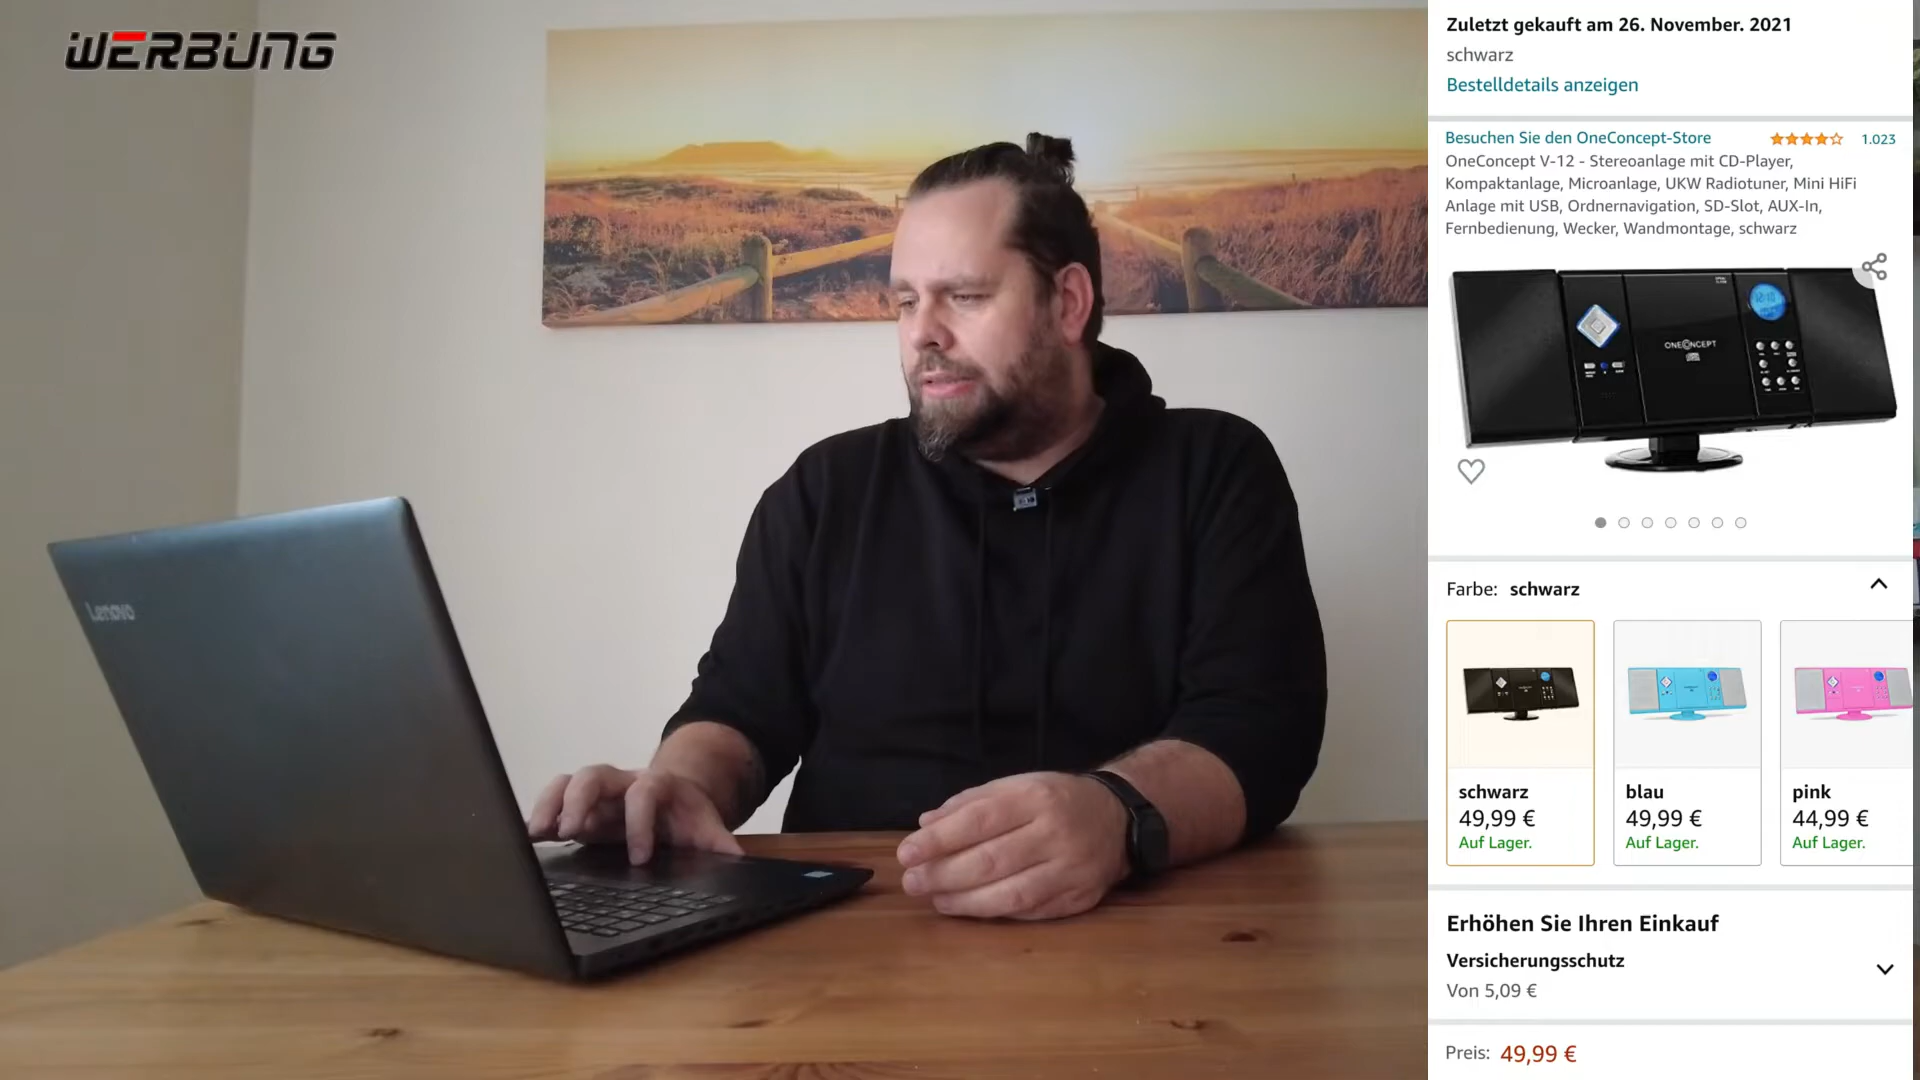 WERBUNG
Lenovo
Zuletzt gekauft am 26. November. 2021
schwarz
Bestelldetails anzeigen
Besuchen Sie den OneConcept-Store
1.023
OneConcept V-12 - Stereoanlage mit CD-Player,
Kompaktanlage, Microanlage, UKW Radiotuner, Mini HiFi
Anlage mit USB, Ordnernavigation, SD-Slot, AUX-In,
Fernbedienung, Wecker, Wandmontage, schwarz
ONECONCEPT
Farbe: schwarz
schwarz
49,99 €
Auf Lager.
blau
49,99 €
Auf Lager.
pink
44,99 €
Auf Lager.
Erhöhen Sie Ihren Einkauf
Versicherungsschutz
Von 5,09 €
Preis: 49,99 €